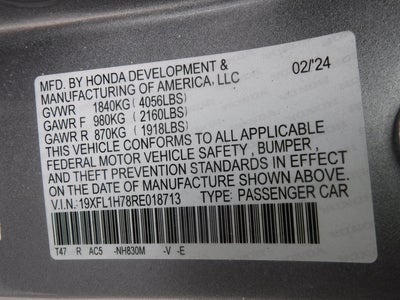 MFD. BY HONDA DEVELOPMENT & 02/'24
MANUFACTURING OF AMERICA, LLC
GVWR 1840KG (4056LBS)
GAWR F 980KG (2160LBS)
GAWR R 870KG (1918LBS)
THIS VEHICLE CONFORMS TO ALL APPLICABLE
FEDERAL MOTOR VEHICLE SAFETY, BUMPER,
AND THEFT PREVENTION STANDARDS IN EFFECT
ON THE DATE OF MANUFACTURE SHOWN ABOVE.
V.I.N.:19XFL1H78RE018713 TYPE: PASSENGER CAR
T47 R AC5 -NH830M -V -E